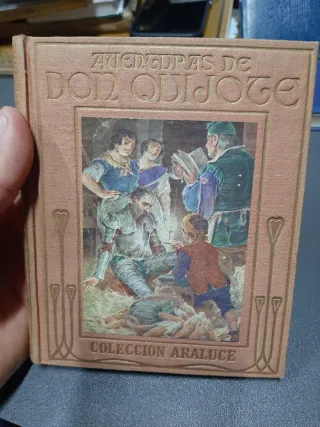 AVENTURAS DE
DON QUIJOTE
COLECCION ARALUCE